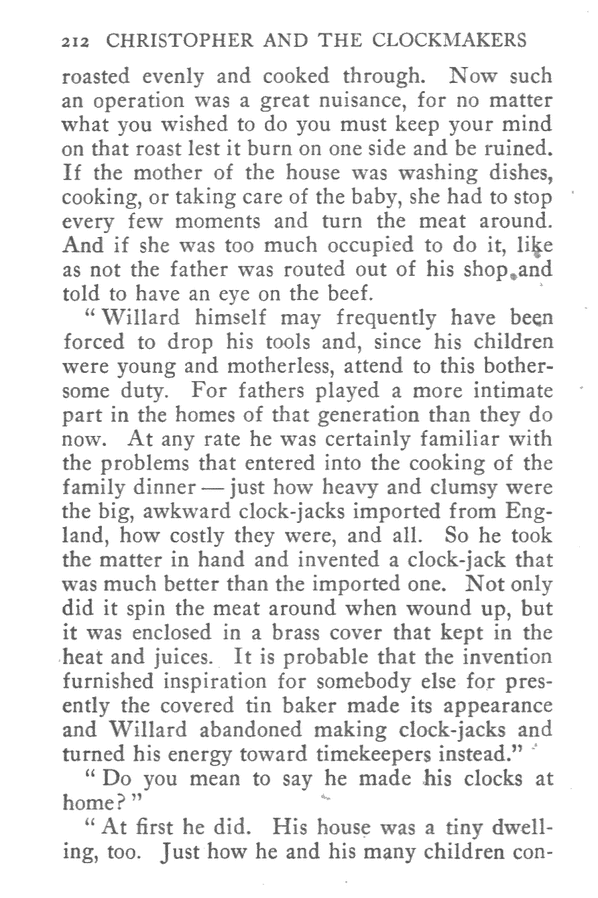 212 CHRISTOPHER AND THE CLOCKMAKERS
roasted evenly and cooked through. Now such
an operation was a great nuisance, for no matter
what you wished to do you must keep your mind
on that roast lest it burn on one side and be ruined.
If the mother of the house was washing dishes,
cooking, or taking care of the baby, she had to stop
every few moments and turn the meat around.
And if she was too much occupied to do it, like
as not the father was routed out of his shop and
told to have an eye on the beef.
“ Willard himself may frequently have been
forced to drop his tools and, since his children
were young and motherless, attend to this bother-
some duty. For fathers played a more intimate
part in the homes of that generation than they do
now. At any rate he was certainly familiar with
the problems that entered into the cooking of the
family dinner — just how heavy and clumsy were
the big, awkward clock-jacks imported from Eng-
land, how costly they were, and all. So he took
the matter in hand and invented a clock-jack that
was much better than the imported one. Not only
did it spin the meat around when wound up, but
it was enclosed in a brass cover that kept in the
heat and juices. It is probable that the invention
furnished inspiration for somebody else for pres-
ently the covered tin baker made its appearance
and Willard abandoned making clock-jacks and
turned his energy toward timekeepers instead.”
“ Do you mean to say he made his clocks at
home? ”
“ At first he did. His house was a tiny dwell-
ing, too. Just how he and his many children con-